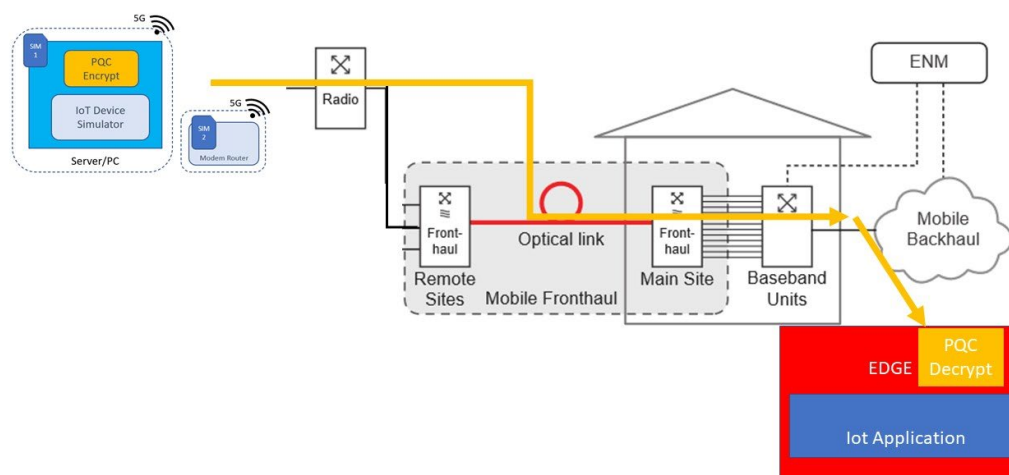 5G
SIM
1
PQC
Encrypt
IoT Device
Simulator
Server/PC
5G
SIM
2
Modem Router
Radio
ENM
Front-
haul
Optical link
Front-
haul
Remote
Sites
Mobile Fronthaul
Main Site
Baseband
Units
Mobile
Backhaul
EDGE
PQC
Decrypt
Iot Application